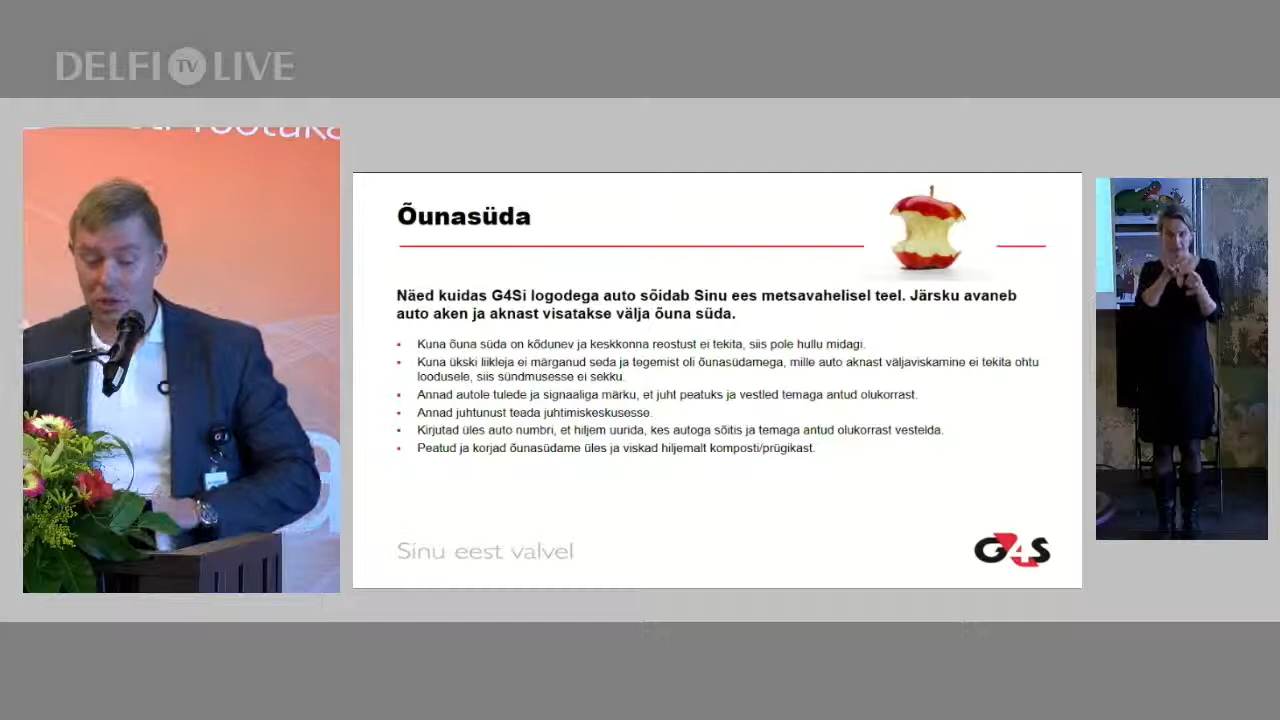 DELFI TV LIVE
Õunasüda
Näed kuidas G4Si logodega auto sõidab Sinu ees metsavahelisel teel. Järsku avaneb
auto aken ja aknast visatakse välja õuna süda.
Kuna õuna süda on kõdunev ja keskkonna reostust ei tekita, siis pole hullu midagi.
Kuna ükski liikleja ei märganud seda ja tegemist oli õunasüdamega, mille auto aknast väljaviskamine ei tekita ohtu
loodusele, siis sündmusesse ei sekku.
Annad autole tulede ja signaaliga märku, et juht peatuks ja vestled temaga antud olukorrast.
Annad juhtunust teada juhtimiskeskusesse.
Kirjutad üles auto numbri, et hiljem uurida, kes autoga sõitis ja temaga antud olukorrast vestelda.
Peatud ja korjad õunasüdame üles ja viskad hiljemalt komposti/prügikast.
Sinu eest valvel
G4S